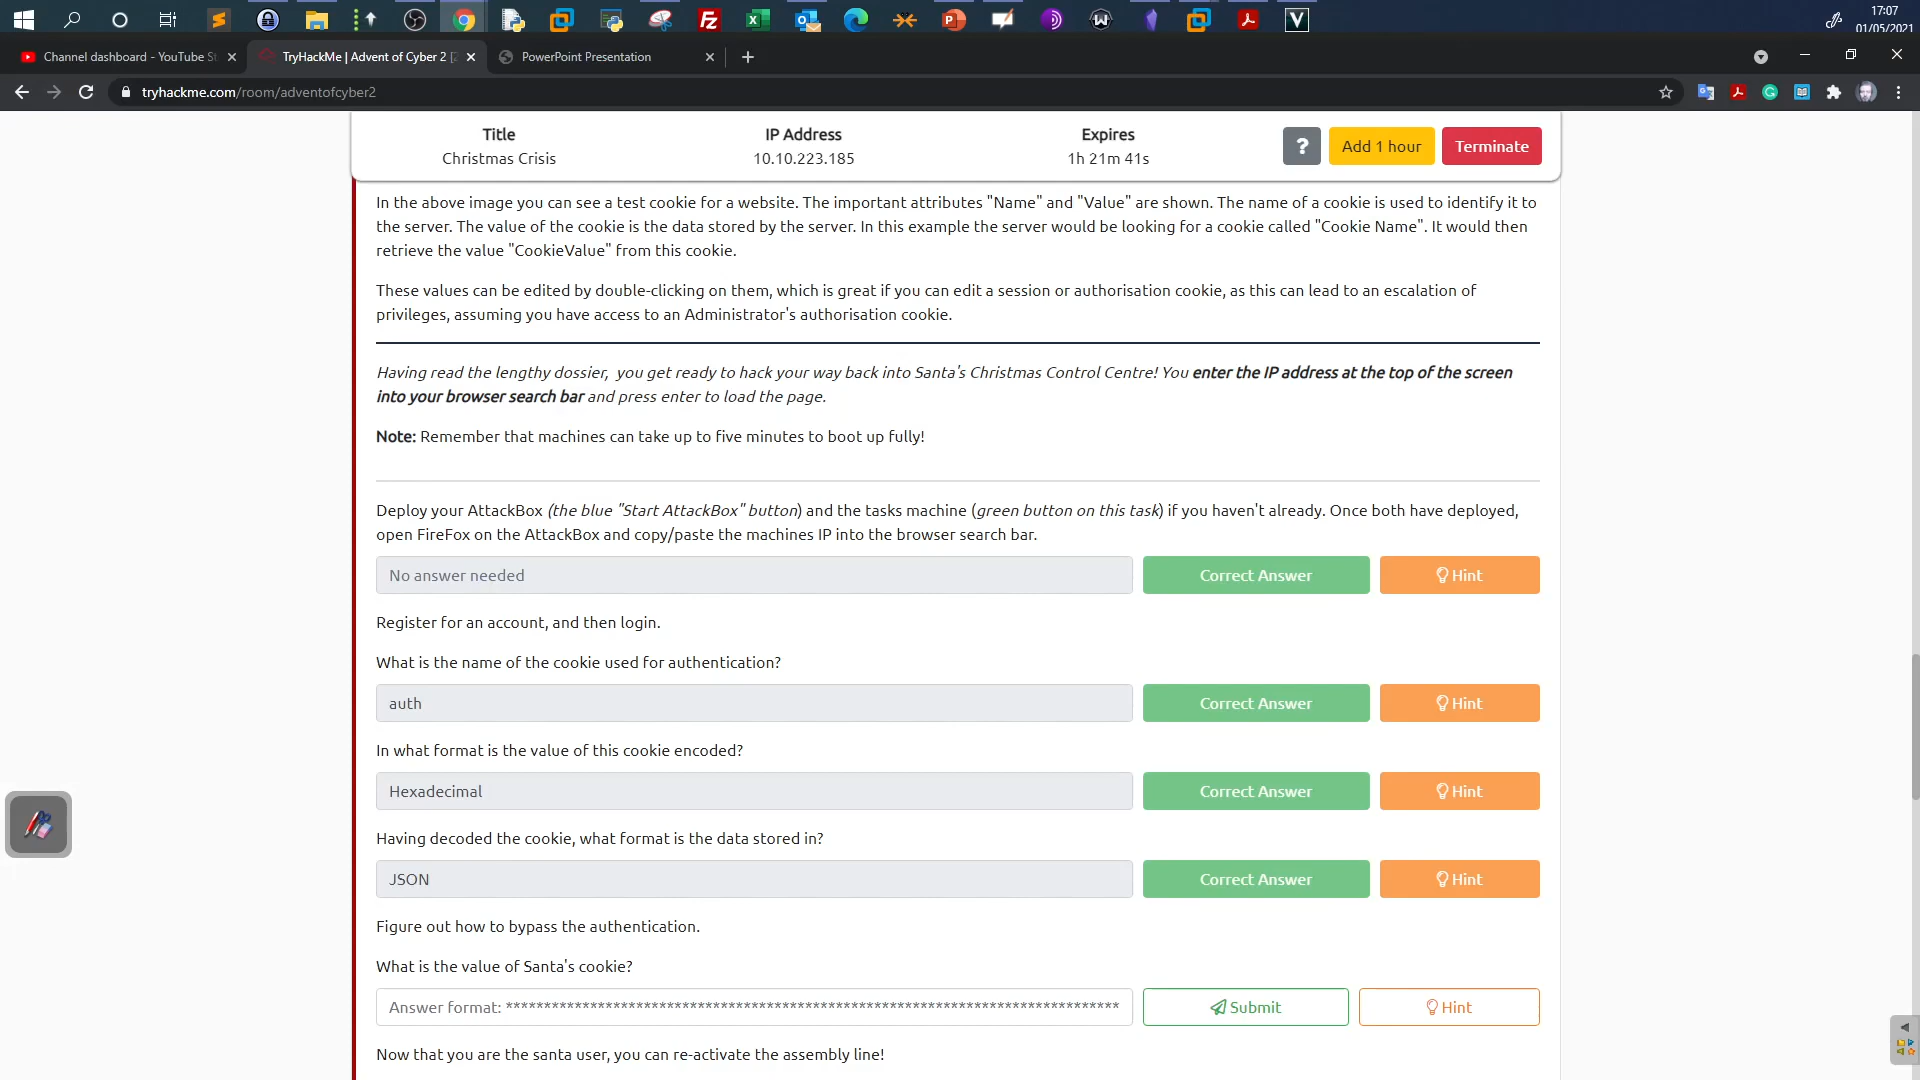 17:07
01/05/2021
Channel dashboard - YouTube St
TryHackMe | Advent of Cyber 2 [2
PowerPoint Presentation
tryhackme.com/room/adventofcyber2
Title
IP Address
Expires
Christmas Crisis
10.10.223.185
1h 21m 41s
?
Add 1 hour
Terminate
In the above image you can see a test cookie for a website. The important attributes "Name" and "Value" are shown. The name of a cookie is used to identify it to
the server. The value of the cookie is the data stored by the server. In this example the server would be looking for a cookie called "Cookie Name". It would then
retrieve the value "CookieValue" from this cookie.
These values can be edited by double-clicking on them, which is great if you can edit a session or authorisation cookie, as this can lead to an escalation of
privileges, assuming you have access to an Administrator's authorisation cookie.
Having read the lengthy dossier, you get ready to hack your way back into Santa's Christmas Control Centre! You enter the IP address at the top of the screen
into your browser search bar and press enter to load the page.
Note: Remember that machines can take up to five minutes to boot up fully!
Deploy your AttackBox (the blue "Start AttackBox" button) and the tasks machine (green button on this task) if you haven't already. Once both have deployed,
open FireFox on the AttackBox and copy/paste the machines IP into the browser search bar.
No answer needed
Correct Answer
Hint
Register for an account, and then login.
What is the name of the cookie used for authentication?
auth
Correct Answer
Hint
In what format is the value of this cookie encoded?
Hexadecimal
Correct Answer
Hint
Having decoded the cookie, what format is the data stored in?
JSON
Correct Answer
Hint
Figure out how to bypass the authentication.
What is the value of Santa's cookie?
Answer format: ********************************************************************************
Submit
Hint
Now that you are the santa user, you can re-activate the assembly line!